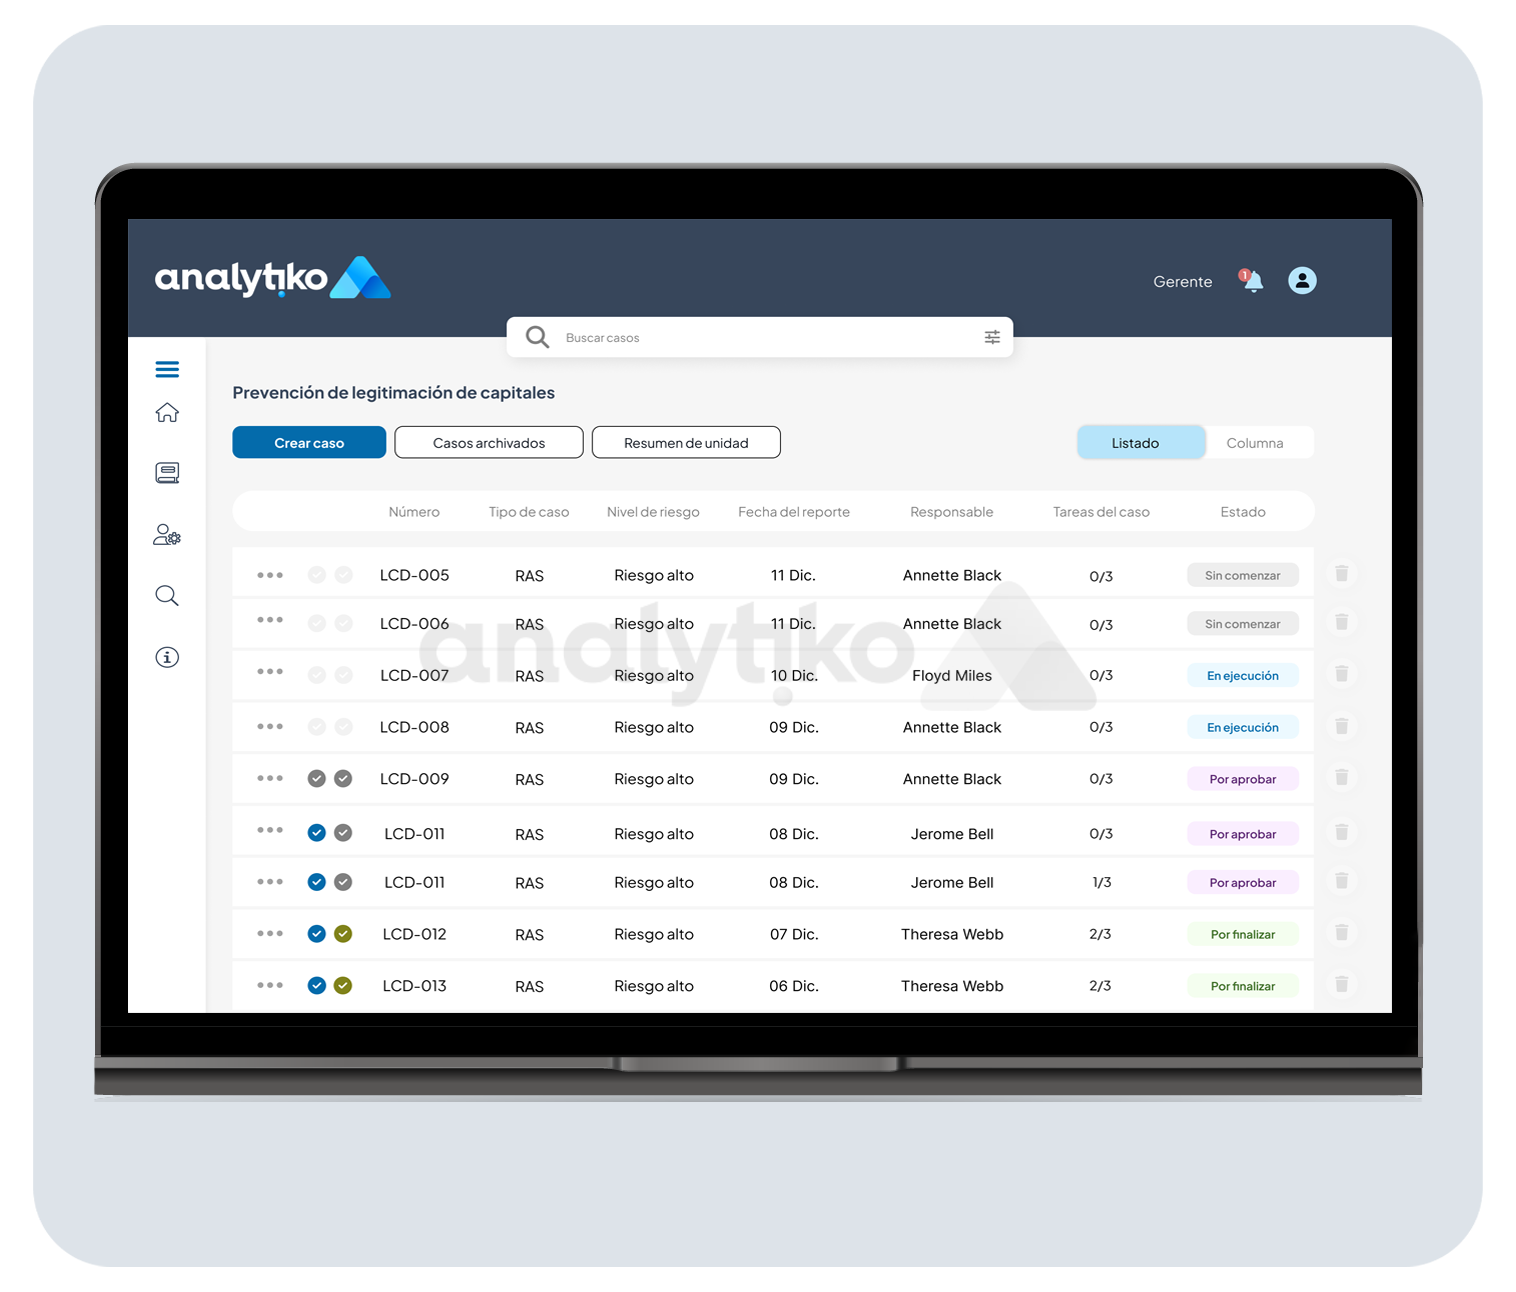 analytiko
Gerente
1
Buscar casos
Prevención de legitimación de capitales
Crear caso Casos archivados Resumen de unidad Listado Columna
Número Tipo de caso Nivel de riesgo Fecha del reporte Responsable Tareas del caso Estado
LCD-005 RAS Riesgo alto 11 Dic. Annette Black 0/3 Sin comenzar
LCD-006 RAS Riesgo alto 11 Dic. Annette Black 0/3 Sin comenzar
analytiko
LCD-007 RAS Riesgo alto 10 Dic. Floyd Miles 0/3 En ejecución
LCD-008 RAS Riesgo alto 09 Dic. Annette Black 0/3 En ejecución
LCD-009 RAS Riesgo alto 09 Dic. Annette Black 0/3 Por aprobar
LCD-011 RAS Riesgo alto 08 Dic. Jerome Bell 0/3 Por aprobar
LCD-011 RAS Riesgo alto 08 Dic. Jerome Bell 1/3 Por aprobar
LCD-012 RAS Riesgo alto 07 Dic. Theresa Webb 2/3 Por finalizar
LCD-013 RAS Riesgo alto 06 Dic. Theresa Webb 2/3 Por finalizar